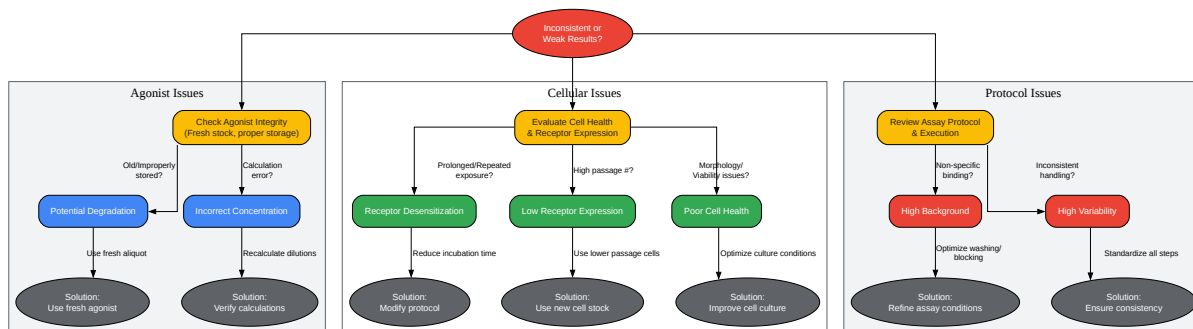 Inconsistent or
Weak Results?
Agonist Issues
Cellular Issues
Protocol Issues
Check Agonist Integrity
(Fresh stock, proper storage)
Evaluate Cell Health
& Receptor Expression
Review Assay Protocol
& Execution
Old/Improperly
stored?
Calculation
error?
Prolonged/Repeated
exposure?
High passage #?
Morphology/
Viability issues?
Non-specific
binding?
Inconsistent
handling?
Potential Degradation
Incorrect Concentration
Receptor Desensitization
Low Receptor Expression
Poor Cell Health
High Background
High Variability
Use fresh aliquot
Recalculate dilutions
Reduce incubation time
Use lower passage cells
Optimize culture conditions
Optimize washing/
blocking
Standardize all steps
Solution:
Use fresh agonist
Solution:
Verify calculations
Solution:
Modify protocol
Solution:
Use new cell stock
Solution:
Improve cell culture
Solution:
Refine assay conditions
Solution:
Ensure consistency